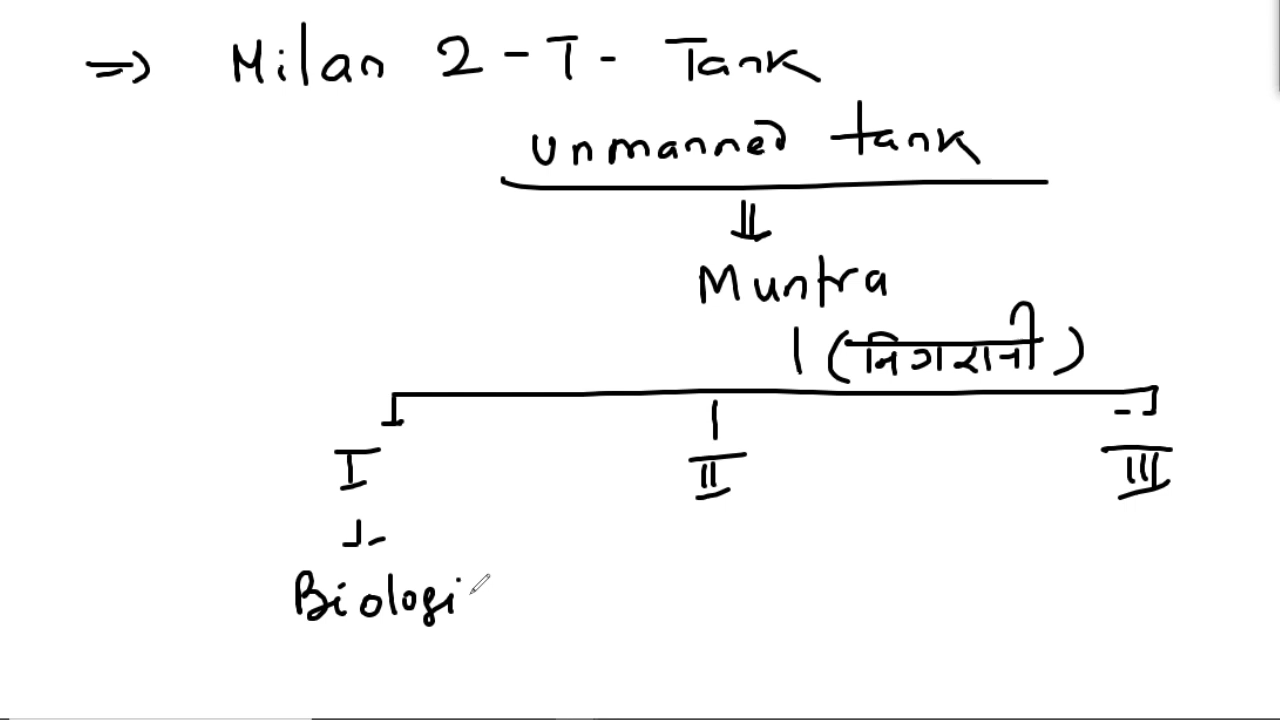 ⇒ Milan 2 - T - Tank
unmanned tank
⇓
Muntra
(निगरानी)
I II III
Biologi